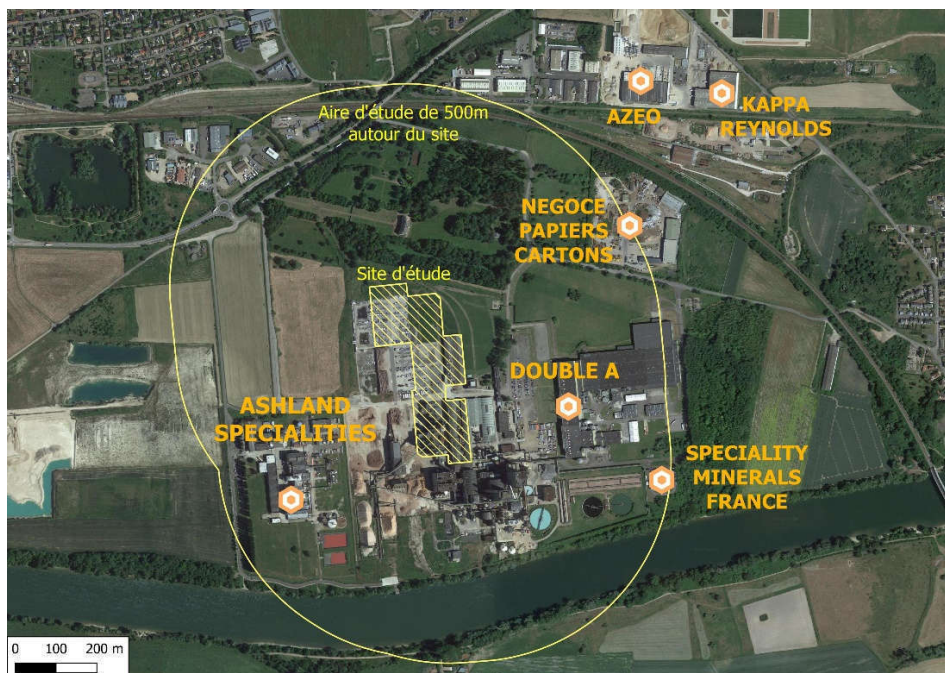 Aire d'étude de 500m
autour du site
AZEO
KAPPA
REYNOLDS
NEGOCE
PAPIERS
CARTONS
Site d'étude
DOUBLE A
ASHLAND
SPECIALITIES
SPECIALITY
MINERALS
FRANCE
0 100 200 m